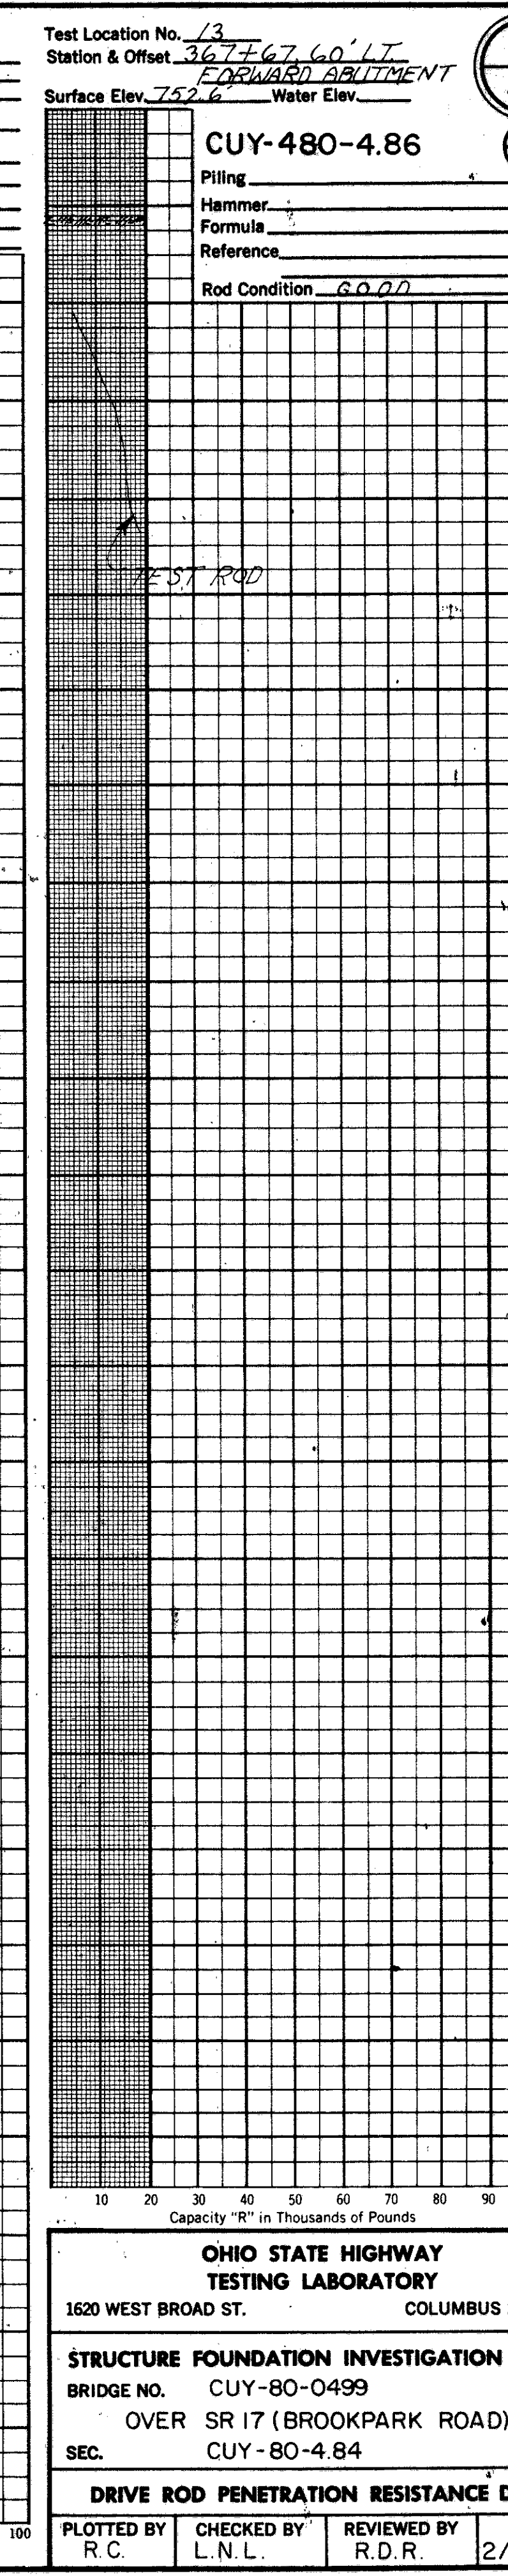 Test Location No. 13
Station & Offset 367+67, 60' LT.
FORWARD ABUTMENT
Surface Elev. 752.6' Water Elev.
CUY-480-4.86
Piling
Hammer
Formula
Reference
Rod Condition GOOD
TEST ROD
10 20 30 40 50 60 70 80 90
Capacity "R" in Thousands of Pounds
OHIO STATE HIGHWAY
TESTING LABORATORY
1620 WEST BROAD ST. COLUMBUS
STRUCTURE FOUNDATION INVESTIGATION
BRIDGE NO. CUY-80-0499
OVER SR 17 (BROOKPARK ROAD)
SEC. CUY-80-4.84
DRIVE ROD PENETRATION RESISTANCE D
100
PLOTTED BY CHECKED BY REVIEWED BY
R.C. L.N.L. R.D.R. 2/